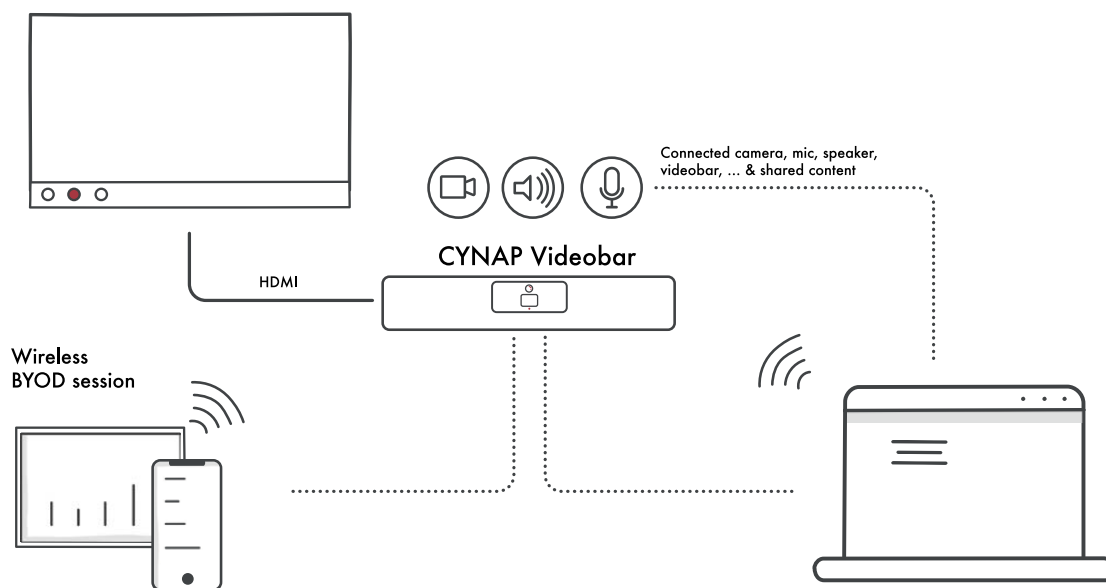 Connected camera, mic, speaker,
videobar, ... & shared content
CYNAP Videobar
HDMI
Wireless
BYOD session